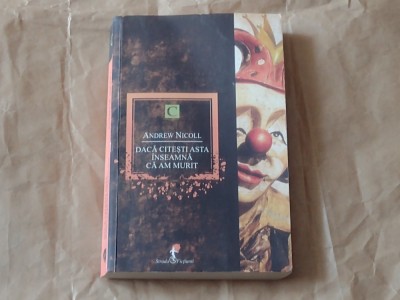 C
ANDREW NICOLL
DACĂ CITEȘTI ASTA
ÎNSEAMNĂ
CĂ AM MURIT